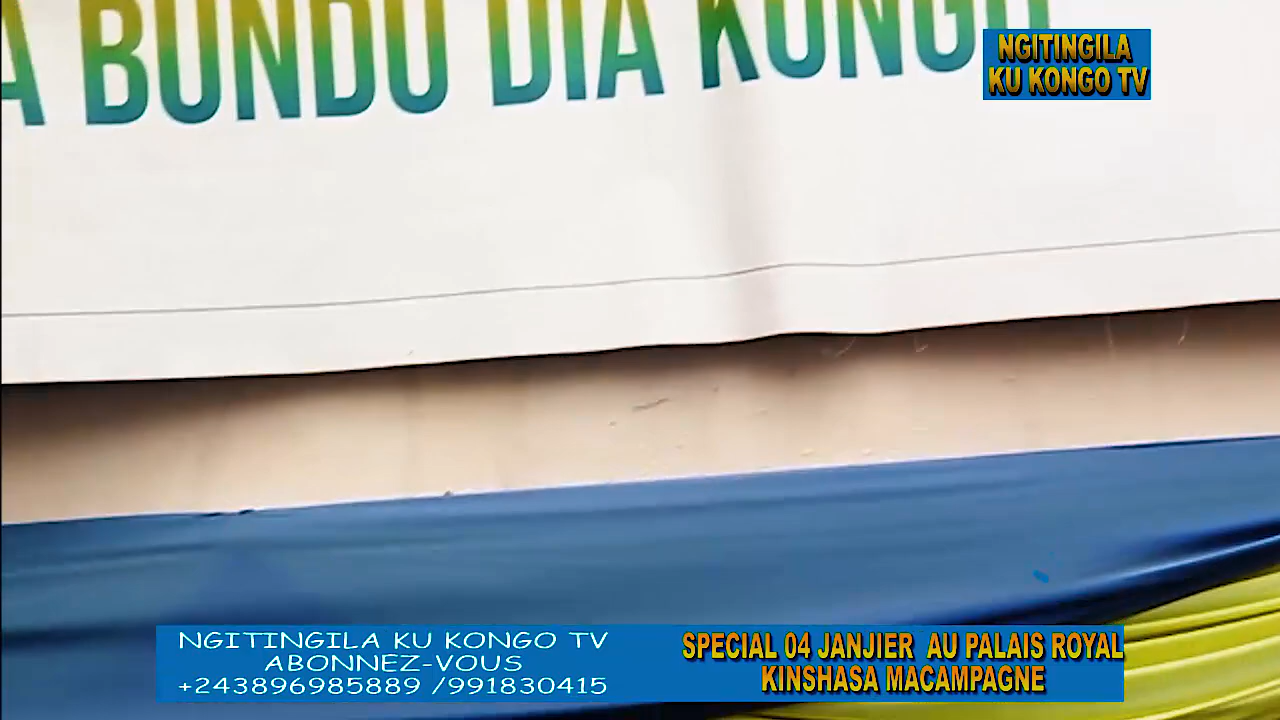 A BUNDU DIA KONGO
NGITINGILA
KU KONGO TV
NGITINGILA KU KONGO TV
ABONNEZ-VOUS
+243896985889 /991830415
SPECIAL 04 JANJIER AU PALAIS ROYAL
KINSHASA MACAMPAGNE